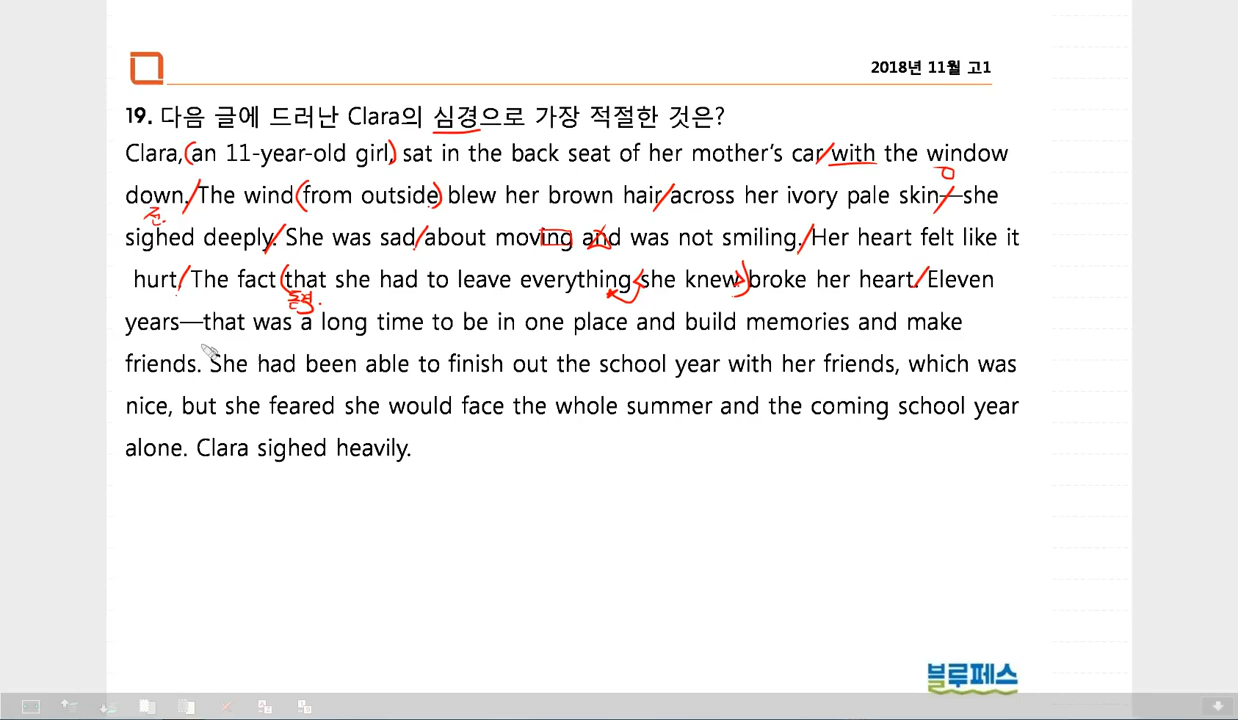 2018년 11월 고1
19. 다음 글에 드러난 Clara의 심경으로 가장 적절한 것은?
Clara, (an 11-year-old girl,) sat in the back seat of her mother's car/with the window
down./The wind (from outside) blew her brown hair/across her ivory pale skin—she
전.
sighed deeply./She was sad/about moving and was not smiling./Her heart felt like it
hurt/The fact (that she had to leave everything she knew) broke her heart./Eleven
동격.
years—that was a long time to be in one place and build memories and make
friends. She had been able to finish out the school year with her friends, which was
nice, but she feared she would face the whole summer and the coming school year
alone. Clara sighed heavily.
블루페스